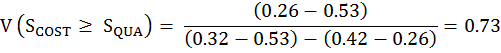 V (S_COST ≥ S_QUA) = (0.26 − 0.53) / ((0.32 − 0.53) − (0.42 − 0.26)) = 0.73